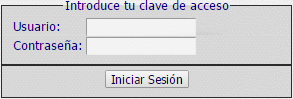 Introduce tu clave de acceso
Usuario:
Contraseña:
Iniciar Sesión